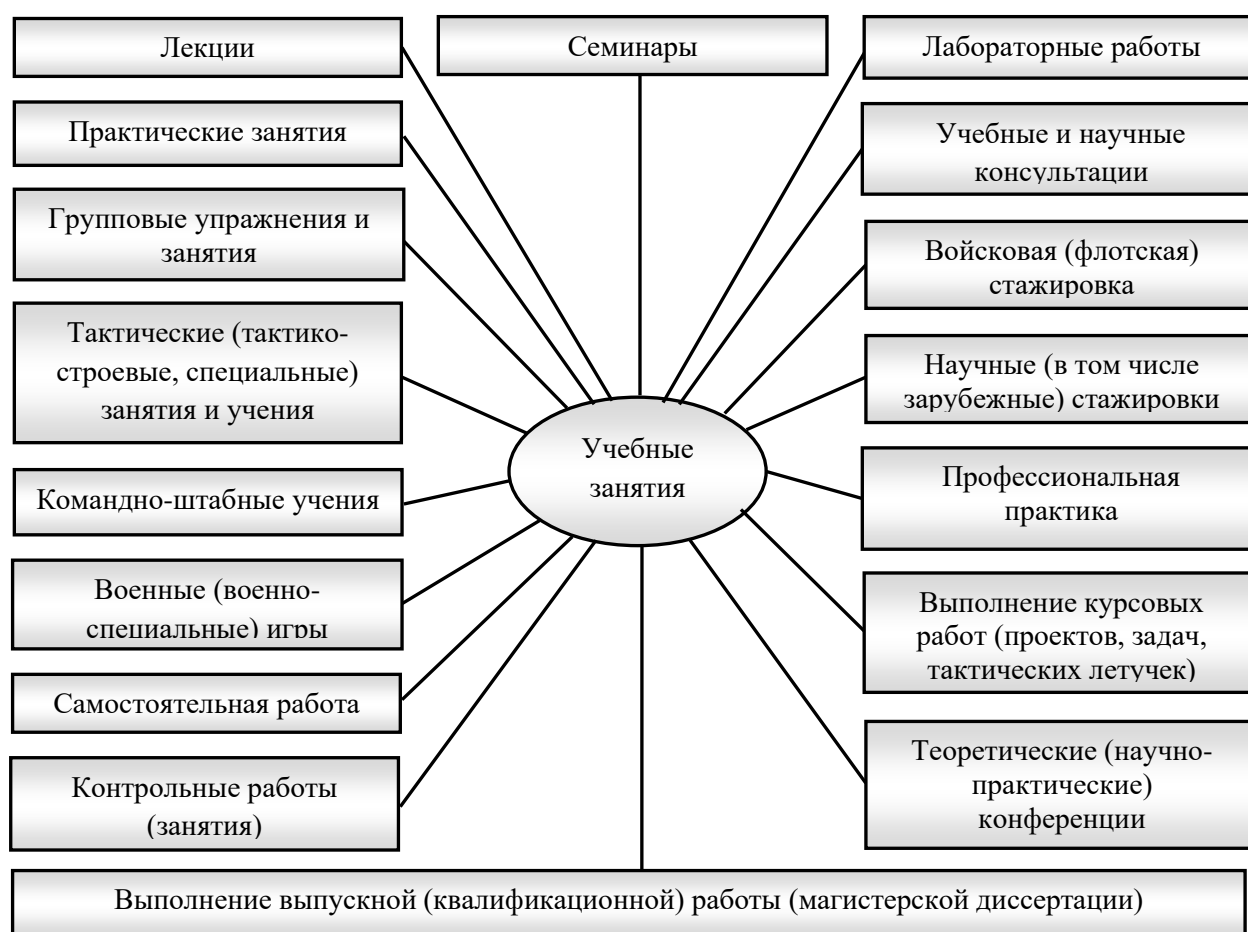 Лекции
Семинары
Лабораторные работы
Практические занятия
Учебные и научные
консультации
Групповые упражнения и
занятия
Войсковая (флотская)
стажировка
Тактические (тактико-
строевые, специальные)
занятия и учения
Научные (в том числе
зарубежные) стажировки
Учебные
занятия
Профессиональная
практика
Командно-штабные учения
Военные (военно-
специальные) игры
Выполнение курсовых
работ (проектов, задач,
тактических летучек)
Самостоятельная работа
Теоретические (научно-
практические)
конференции
Контрольные работы
(занятия)
Выполнение выпускной (квалификационной) работы (магистерской диссертации)